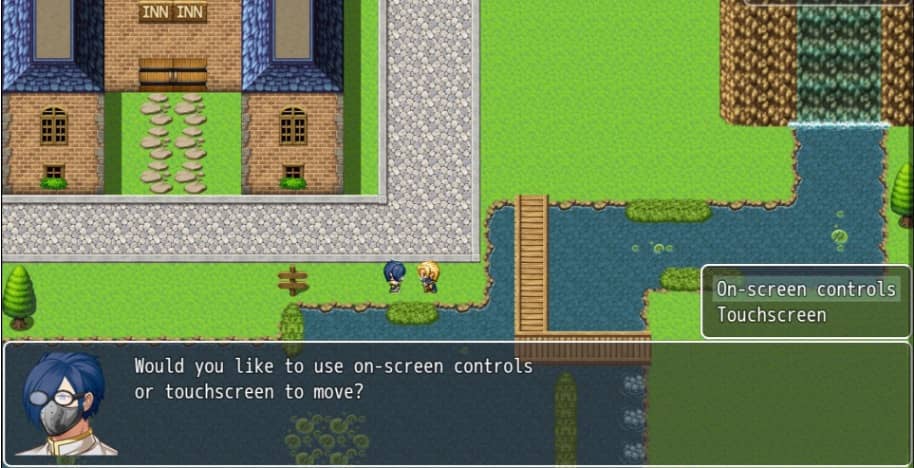 INN INN
On-screen controls
Touchscreen
Would you like to use on-screen controls
or touchscreen to move?